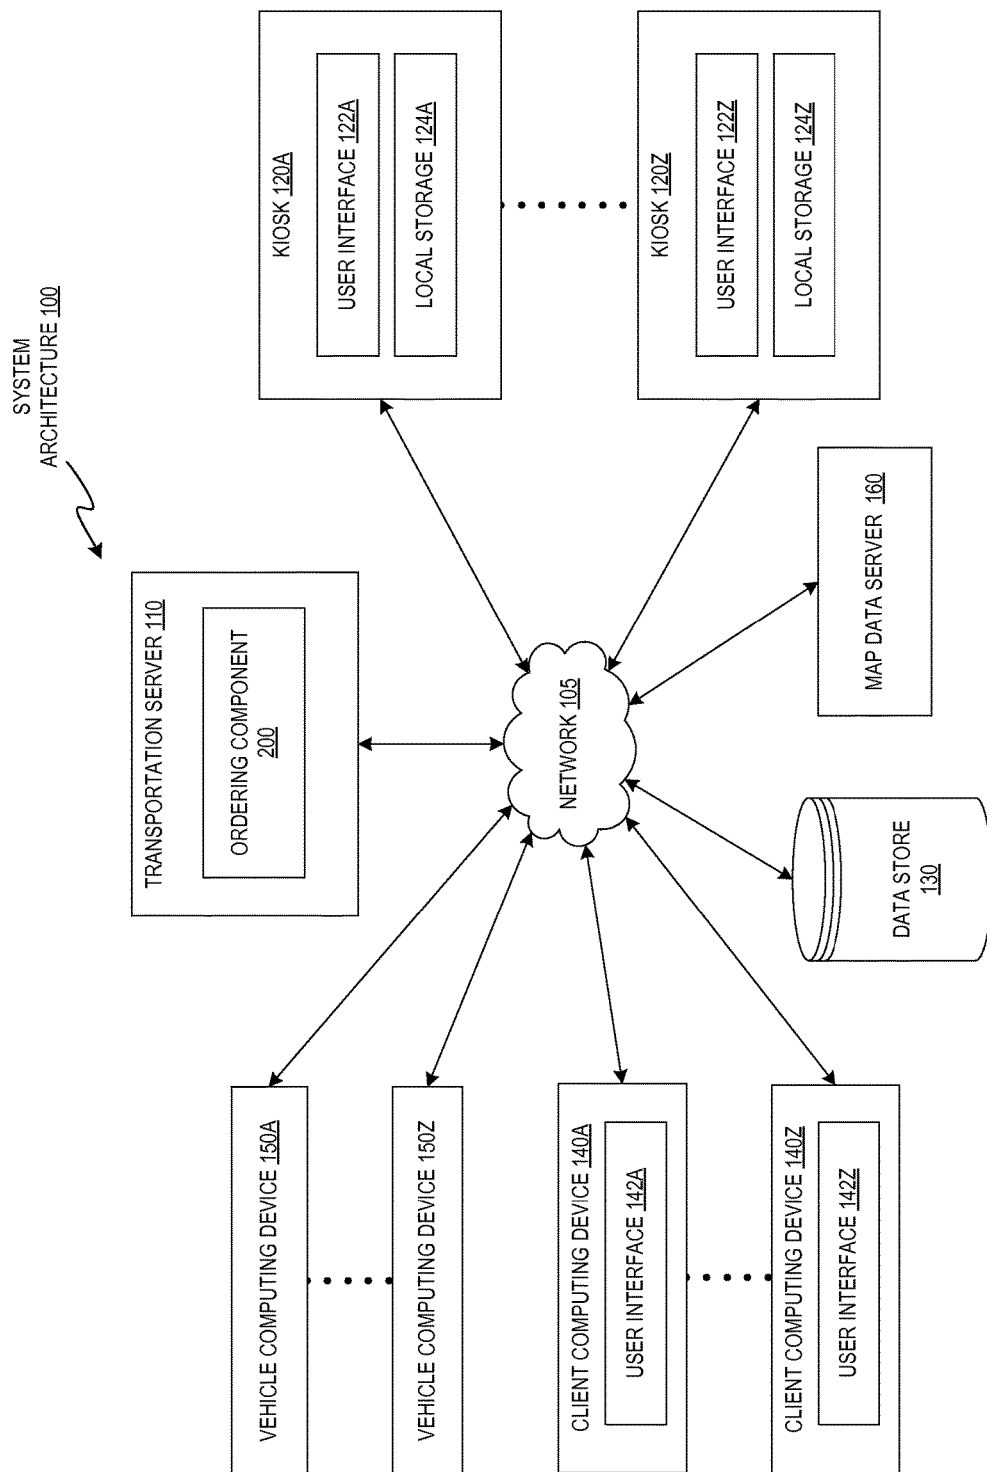 SYSTEM
ARCHITECTURE 100
VEHICLE COMPUTING DEVICE 150A
VEHICLE COMPUTING DEVICE 150Z
CLIENT COMPUTING DEVICE 140A
USER INTERFACE 142A
CLIENT COMPUTING DEVICE 140Z
USER INTERFACE 142Z
TRANSPORTATION SERVER 110
ORDERING COMPONENT
200
NETWORK 105
DATA STORE
130
MAP DATA SERVER 160
KIOSK 120A
USER INTERFACE 122A
LOCAL STORAGE 124A
KIOSK 120Z
USER INTERFACE 122Z
LOCAL STORAGE 124Z